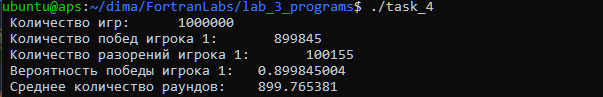 ubuntu@aps:~/dima/FortranLabs/lab_3_programs$ ./task_4
Количество игр:     1000000
Количество побед игрока 1:      899845
Количество разорений игрока 1:      100155
Вероятность победы игрока 1:   0.899845004
Среднее количество раундов:    899.765381